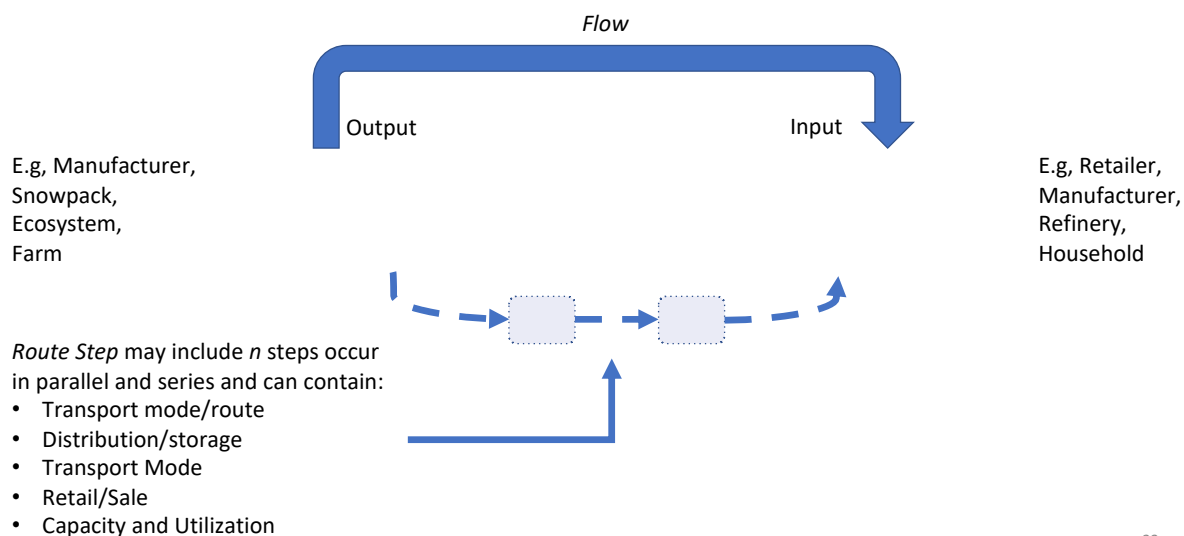 Flow
Output
Input
E.g, Manufacturer,
Snowpack,
Ecosystem,
Farm
E.g, Retailer,
Manufacturer,
Refinery,
Household
Route Step may include n steps occur
in parallel and series and can contain:
• Transport mode/route
• Distribution/storage
• Transport Mode
• Retail/Sale
• Capacity and Utilization